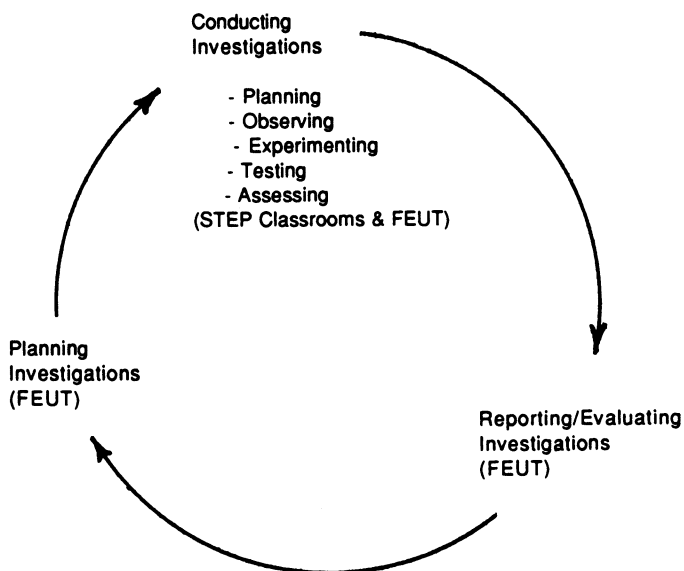 Conducting
Investigations
- Planning
- Observing
- Experimenting
- Testing
- Assessing
(STEP Classrooms & FEUT)
Planning
Investigations
(FEUT)
Reporting/Evaluating
Investigations
(FEUT)